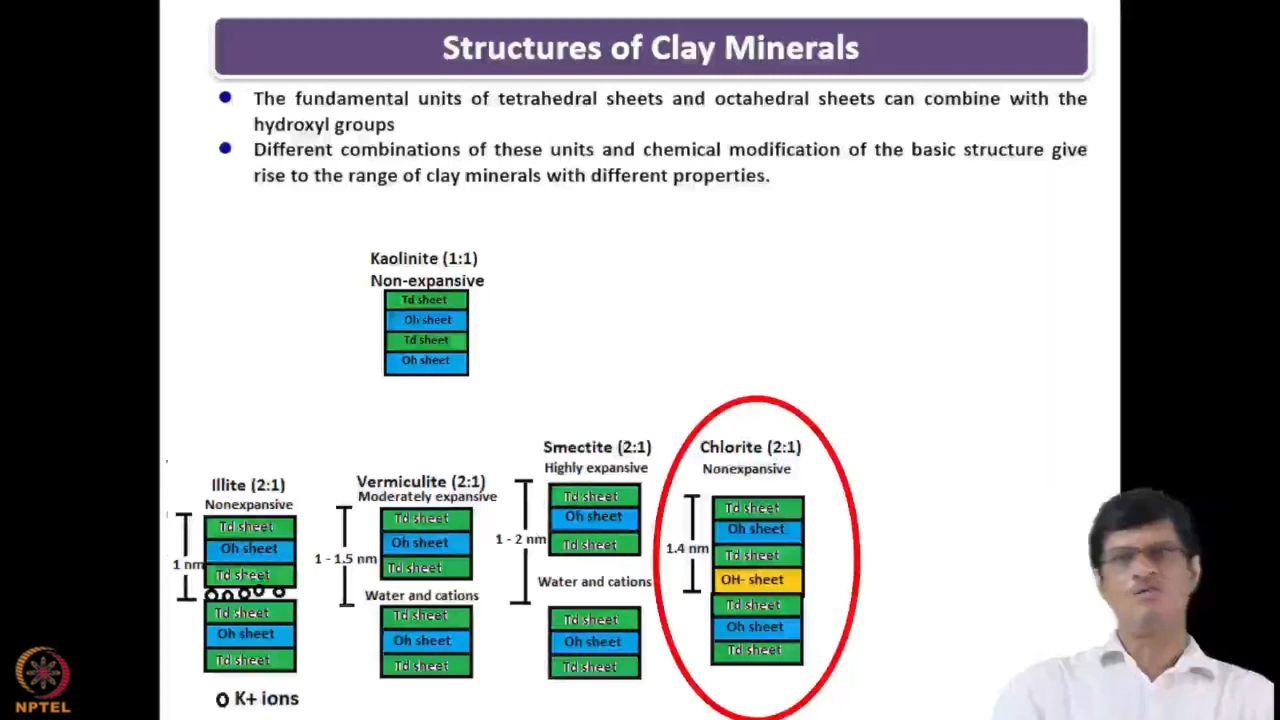 Structures of Clay Minerals
The fundamental units of tetrahedral sheets and octahedral sheets can combine with the
hydroxyl groups
Different combinations of these units and chemical modification of the basic structure give
rise to the range of clay minerals with different properties.
Kaolinite (1:1)
Non-expansive
Td sheet
Oh sheet
Td sheet
Oh sheet
Illite (2:1)
Nonexpansive
Td sheet
Oh sheet
1 nm
Td sheet
Td sheet
Oh sheet
Td sheet
K+ ions
Vermiculite (2:1)
Moderately expansive
Td sheet
Oh sheet
1 - 1.5 nm
Td sheet
Water and cations
Td sheet
Oh sheet
Td sheet
Smectite (2:1)
Highly expansive
Td sheet
Oh sheet
1 - 2 nm
Td sheet
Water and cations
Td sheet
Oh sheet
Td sheet
Chlorite (2:1)
Nonexpansive
Td sheet
Oh sheet
1.4 nm
Td sheet
OH- sheet
Td sheet
Oh sheet
Td sheet
NPTEL